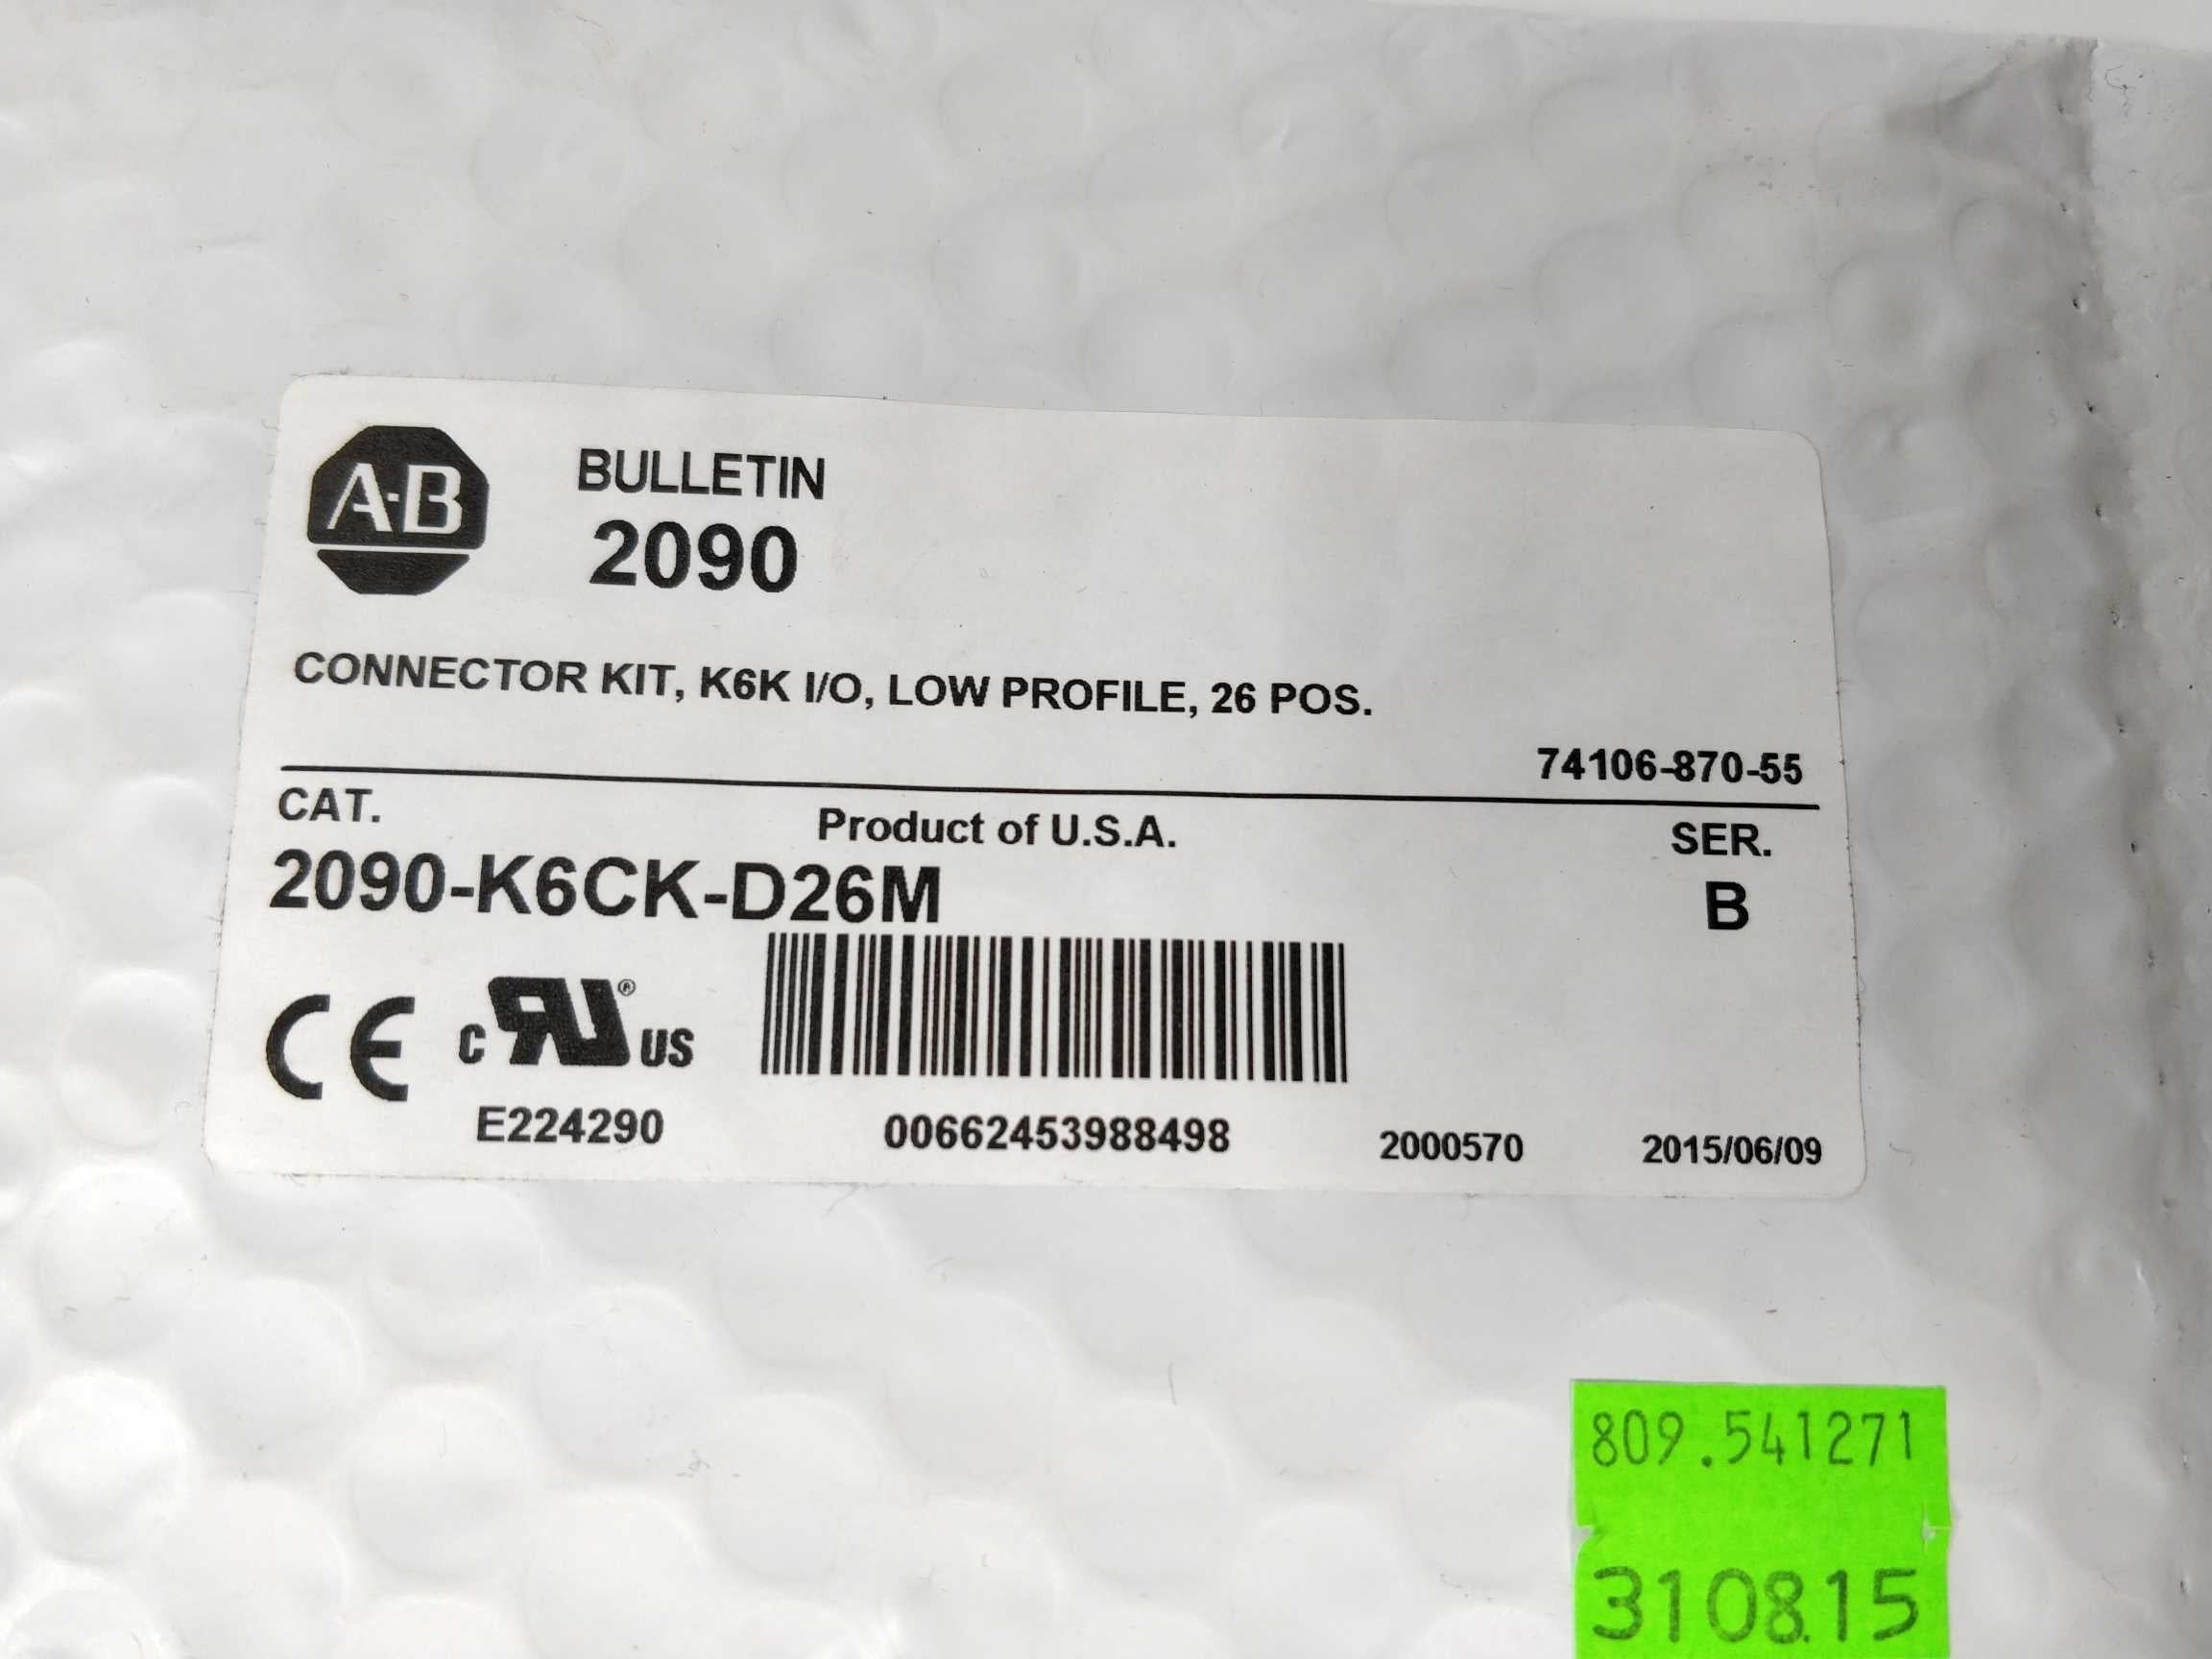 A-B
BULLETIN
2090
CONNECTOR KIT, K6K I/O, LOW PROFILE, 26 POS.
74106-870-55
CAT.
Product of U.S.A.
SER.
2090-K6CK-D26M
B
CE
c RU ® US
E224290
00662453988498
2000570
2015/06/09
809.541271
310815